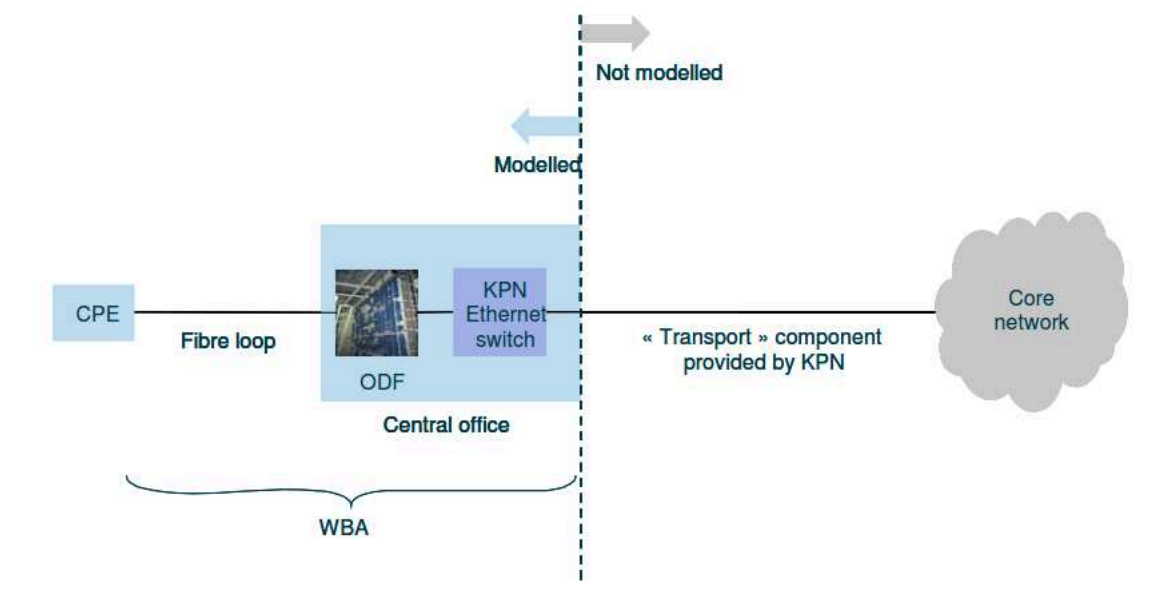 Not modelled
Modelled
CPE
Fibre loop
ODF
KPN
Ethernet
switch
Central office
« Transport » component
provided by KPN
Core
network
WBA